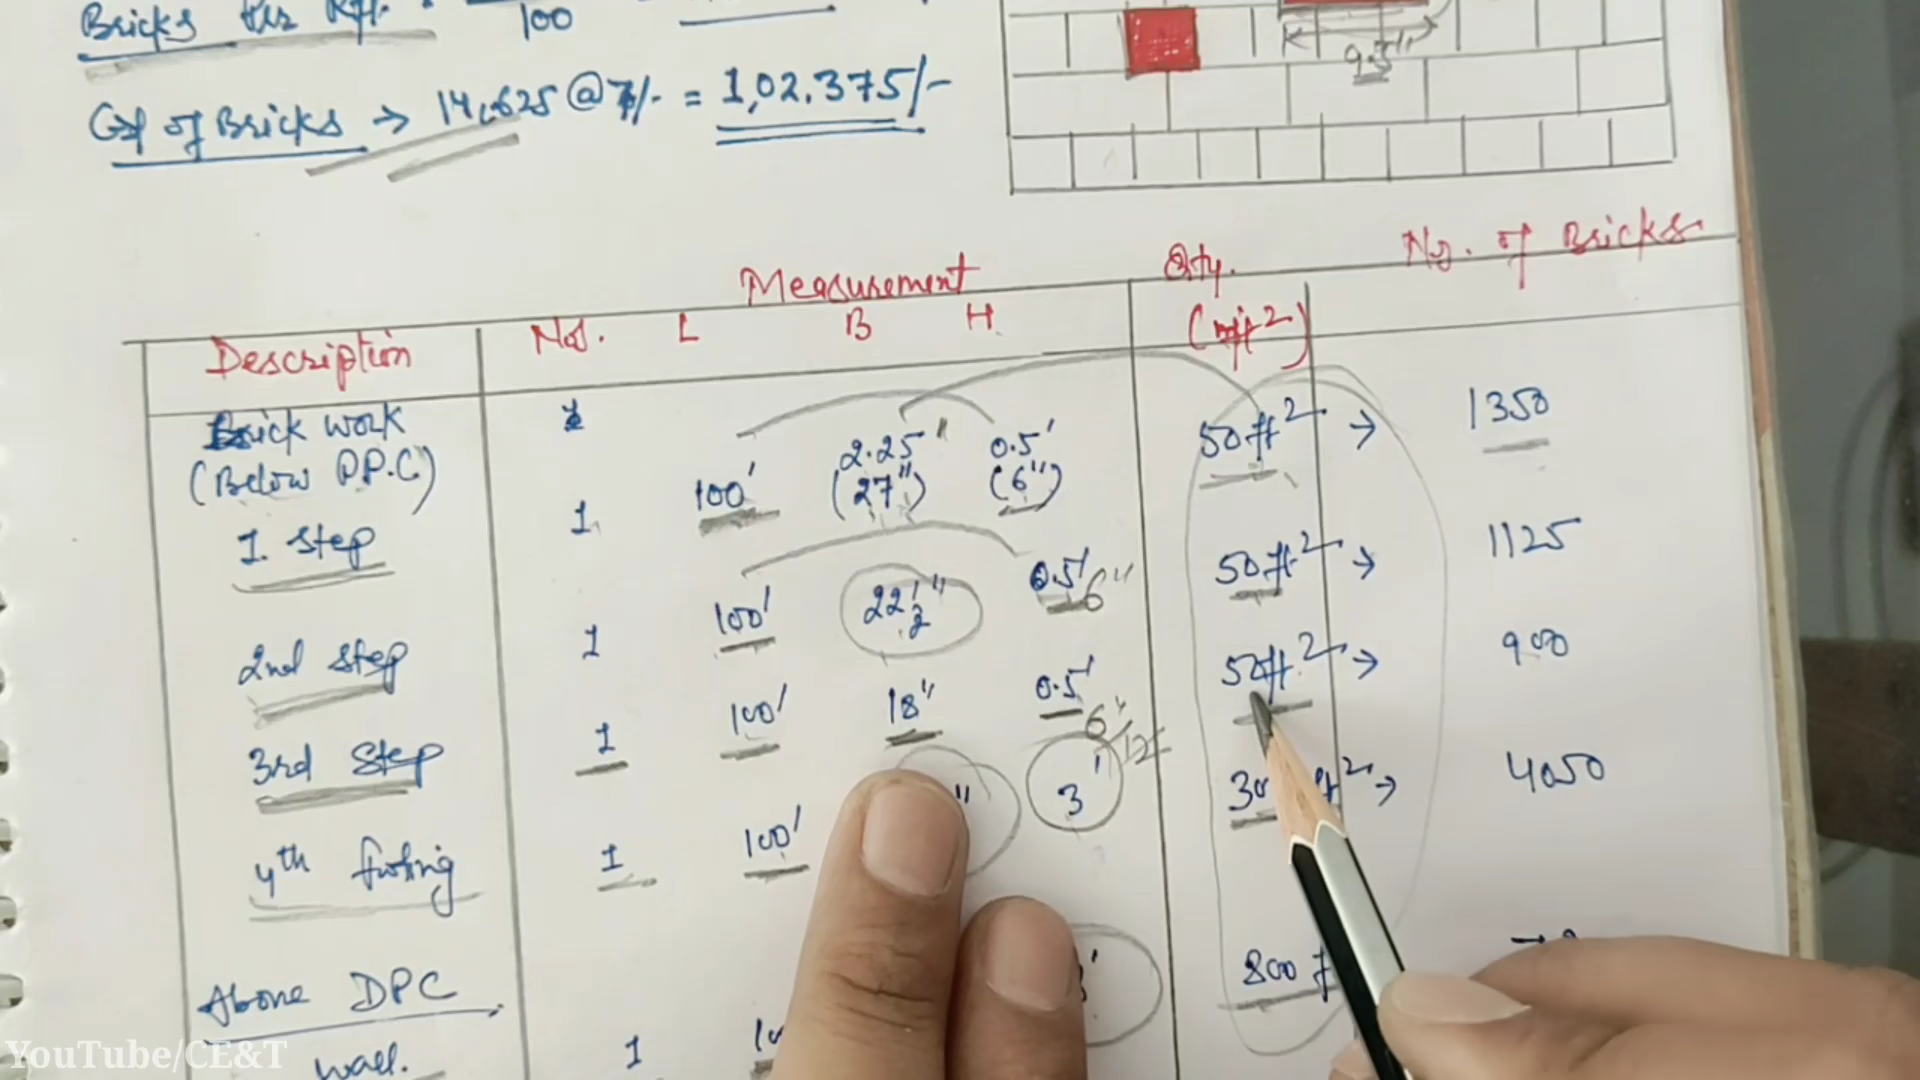 Bricks Per Rft.
100
Cost of Bricks → 14,625 @ 7/- = 1,02,375/-
9.5"
Measurement Qty. No. of Bricks
Description Nos. L B H (ft²)
Brick work 1 2.25' 0.5' 50ft² → 1350
(Below D.P.C) 100' (27") (6")
1. Step 1 50ft² → 1125
100' 22½" 0.5' 6"
2nd Step 1 50ft² → 900
100' 18" 0.5' 6"
3rd Step 1 3' 300ft² → 4050
4th footing 1 100'
800
Above DPC
wall. 1
YouTube/CE&T